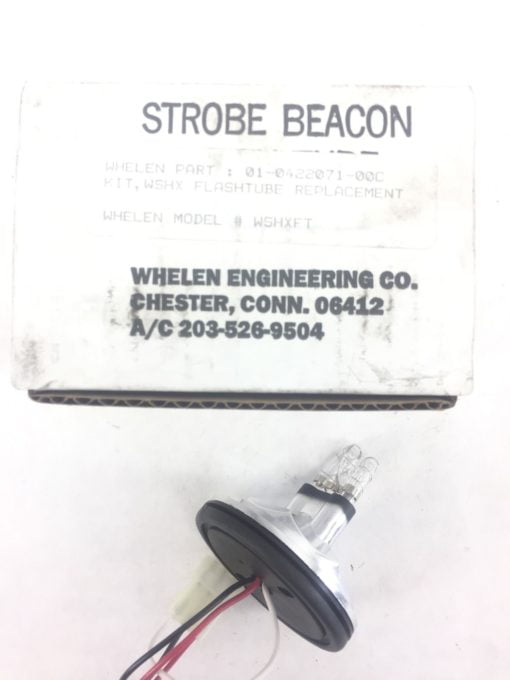 STROBE BEACON
WHELEN PART : 01-0422071-00C
KIT,WSHX FLASHTUBE REPLACEMENT
WHELEN MODEL # WSHXFT
WHELEN ENGINEERING CO.
CHESTER, CONN. 06412
A/C 203-526-9504